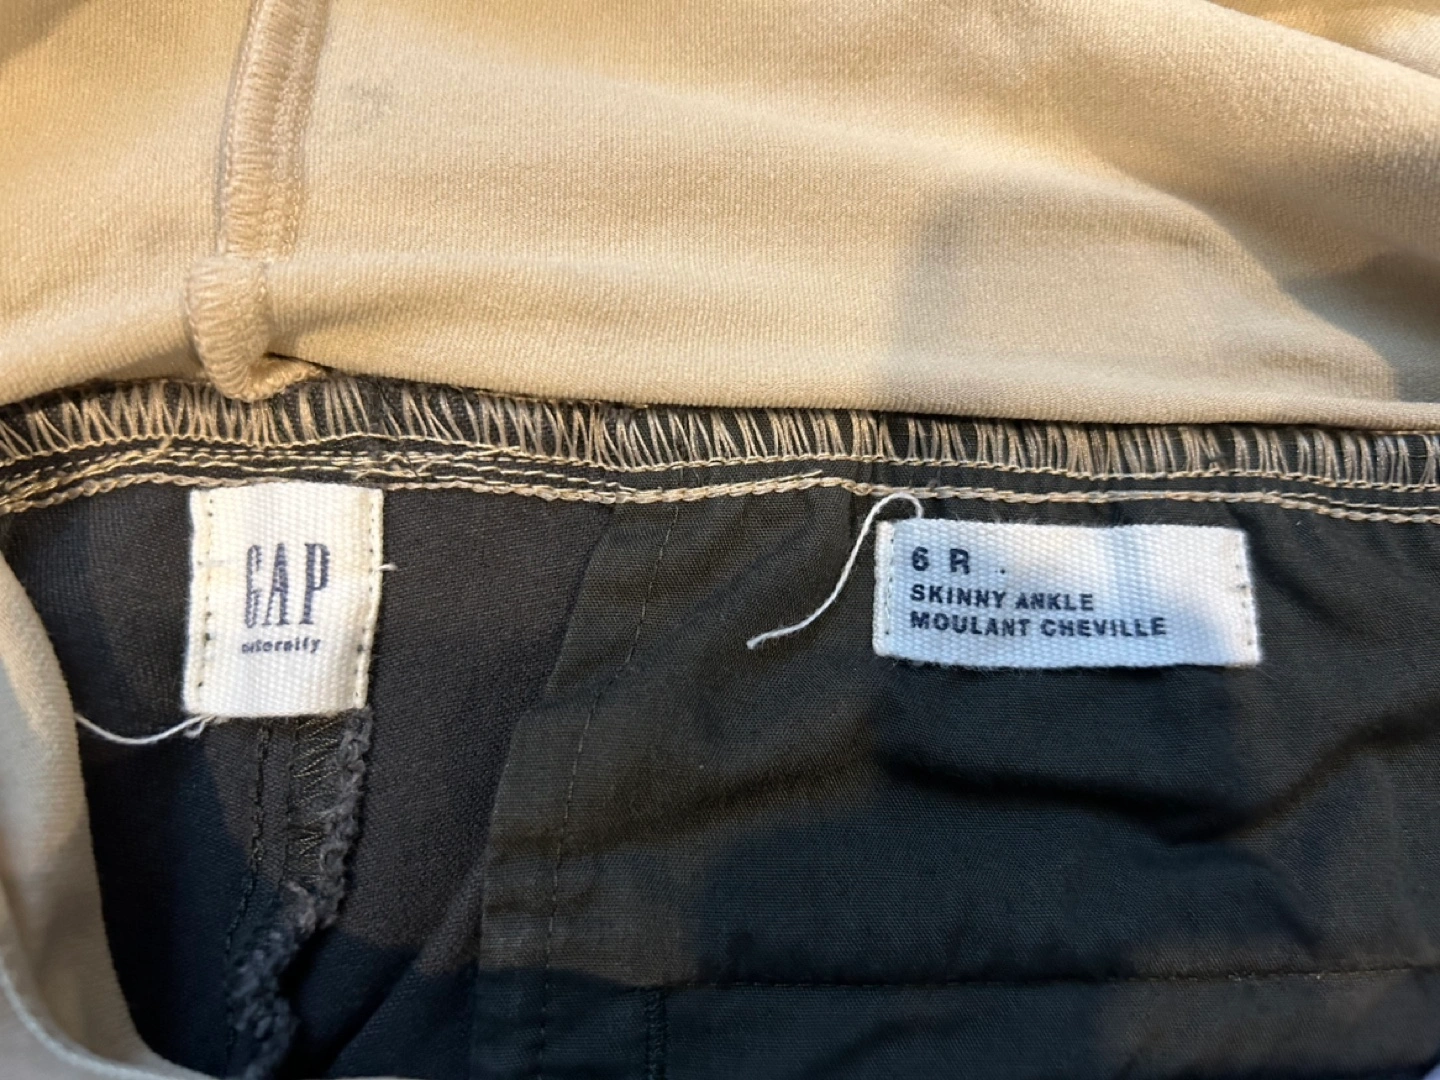 GAP
maternity
6 R .
SKINNY ANKLE
MOULANT CHEVILLE